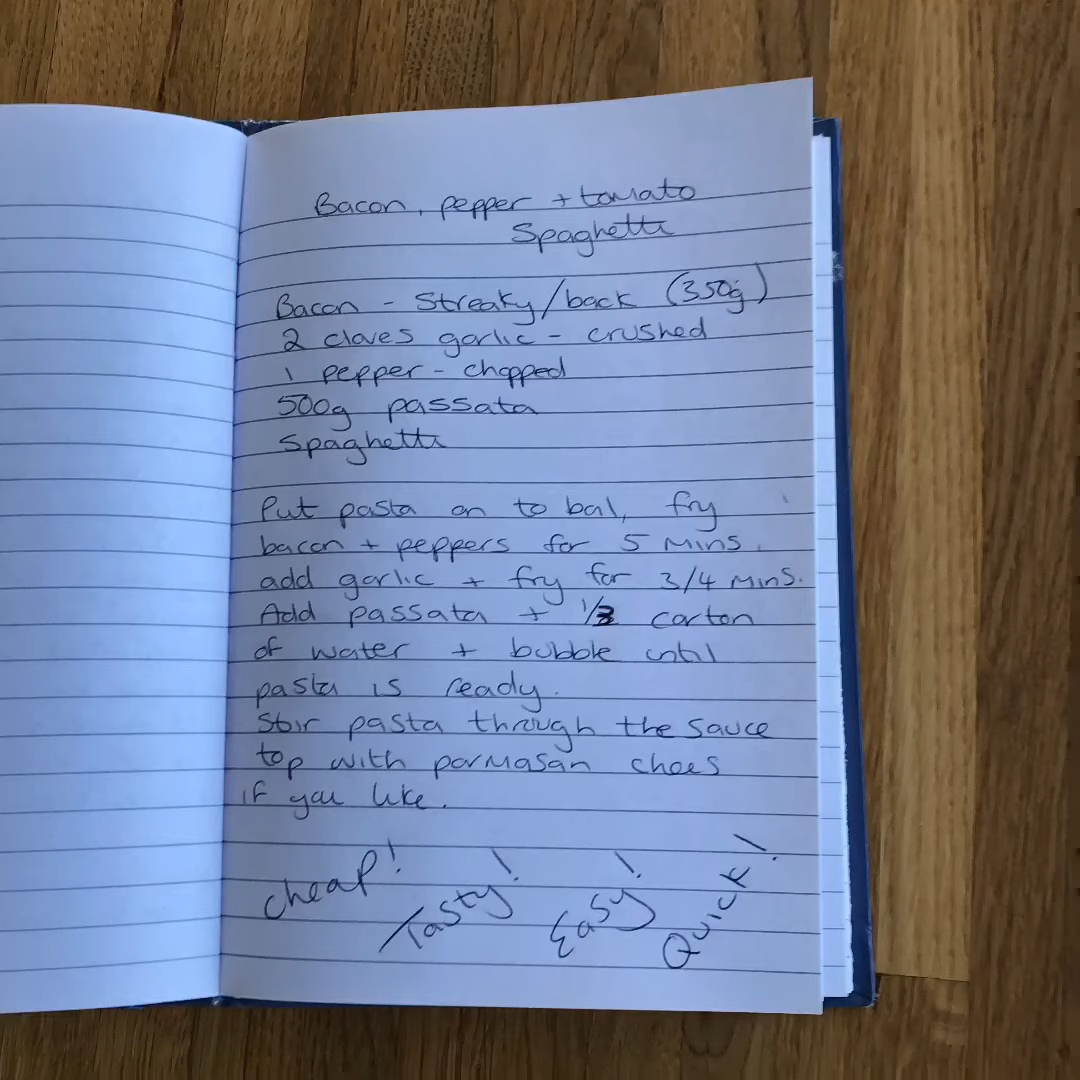 Bacon, pepper + tomato
Spaghetti
Bacon - Streaky/back (350g)
2 cloves garlic - crushed
1 pepper - chopped
500g passata
Spaghetti
Put pasta on to boil, fry
bacon + peppers for 5 mins.
add garlic + fry for 3/4 mins.
Add passata + carton
of water + bubble until
pasta is ready.
Stir pasta through the sauce
top with parmasan chees
if you like.
cheap! Tasty! Easy! Quick!